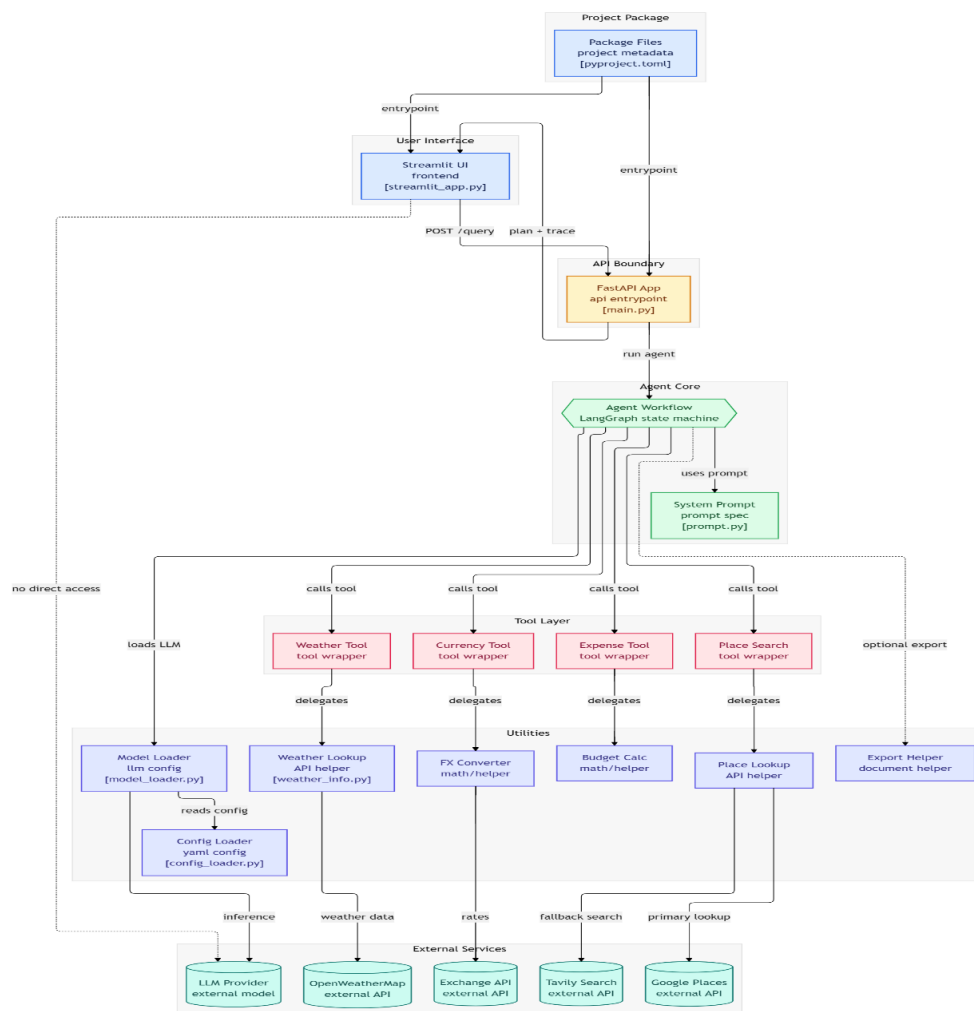 Project Package
Package Files
project metadata
[pyproject.toml]
entrypoint
User Interface
Streamlit UI
frontend
[streamlit_app.py]
entrypoint
POST /query
plan + trace
API Boundary
FastAPI App
api entrypoint
[main.py]
run agent
Agent Core
Agent Workflow
LangGraph state machine
uses prompt
System Prompt
prompt spec
[prompt.py]
no direct access
calls tool
calls tool
calls tool
calls tool
Tool Layer
loads LLM
Weather Tool
tool wrapper
Currency Tool
tool wrapper
Expense Tool
tool wrapper
Place Search
tool wrapper
optional export
delegates
delegates
delegates
delegates
Utilities
Model Loader
llm config
[model_loader.py]
Weather Lookup
API helper
[weather_info.py]
FX Converter
math/helper
Budget Calc
math/helper
Place Lookup
API helper
Export Helper
document helper
reads config
Config Loader
yaml config
[config_loader.py]
inference
weather data
rates
fallback search
primary lookup
External Services
LLM Provider
external model
OpenWeatherMap
external API
Exchange API
external API
Tavily Search
external API
Google Places
external API